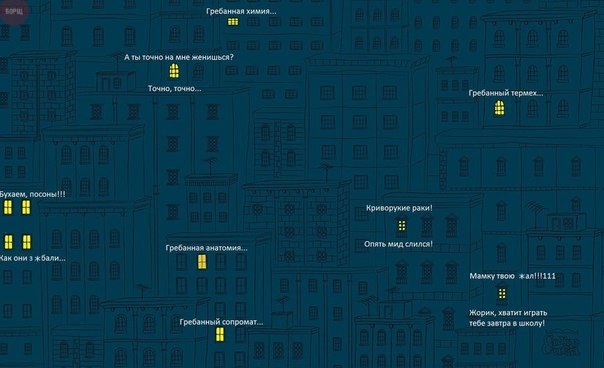 БОРЩ
Гребанная химия...
А ты точно на мне женишься?
Точно, точно...
Гребанный термех...
Бухаем, посоны!!!
Как они з жбали...
Криворукие раки!
Опять мид слился!
Гребанная анатомия...
Мамку твою жал!!!111
Жорик, хватит играть
тебе завтра в школу!
Гребанный сопромат...